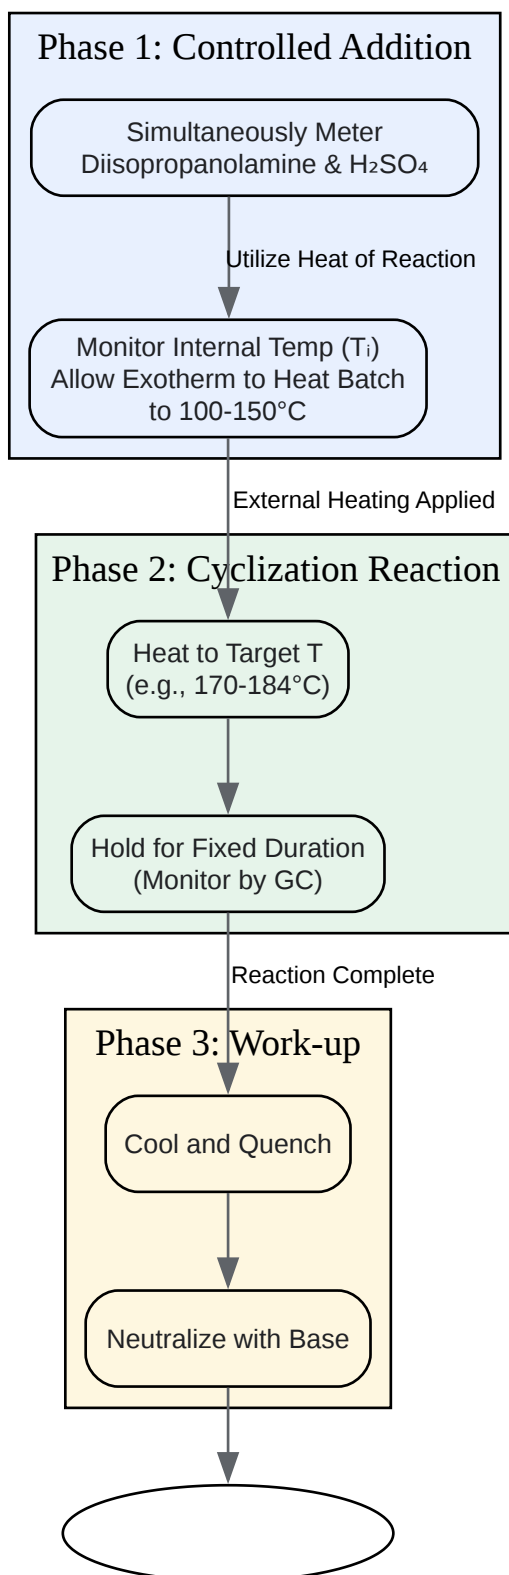 Phase 1: Controlled Addition
Simultaneously Meter
Diisopropanolamine & H₂SO₄
Utilize Heat of Reaction
Monitor Internal Temp (Tᵢ)
Allow Exotherm to Heat Batch
to 100-150°C
External Heating Applied
Phase 2: Cyclization Reaction
Heat to Target T
(e.g., 170-184°C)
Hold for Fixed Duration
(Monitor by GC)
Reaction Complete
Phase 3: Work-up
Cool and Quench
Neutralize with Base